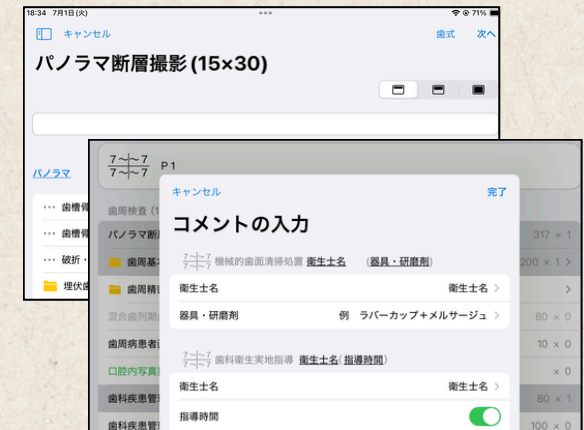 18:34 7月1日(火)
71%
キャンセル
歯式 次へ
パノラマ断層撮影(15×30)
パノラマ
歯槽骨
歯槽骨
破折・
埋伏歯
7～～7
7～～7
P1
歯周検査(1
パノラマ断
317 × 1
歯周基本
200 × 1
歯周精密
混合歯列期
80 × 0
歯周病患者
10 × 0
口腔内写真
× 0
歯科疾患管
80 × 1
歯科疾患管
100 × 0
キャンセル 完了
コメントの入力
7～7
7～7
機械的歯面清掃処置 衛生士名 (器具・研磨剤)
衛生士名 衛生士名
器具・研磨剤 例 ラバーカップ+メルサージュ
7～7
7～7
歯科衛生実地指導 衛生士名(指導時間)
衛生士名 衛生士名
指導時間